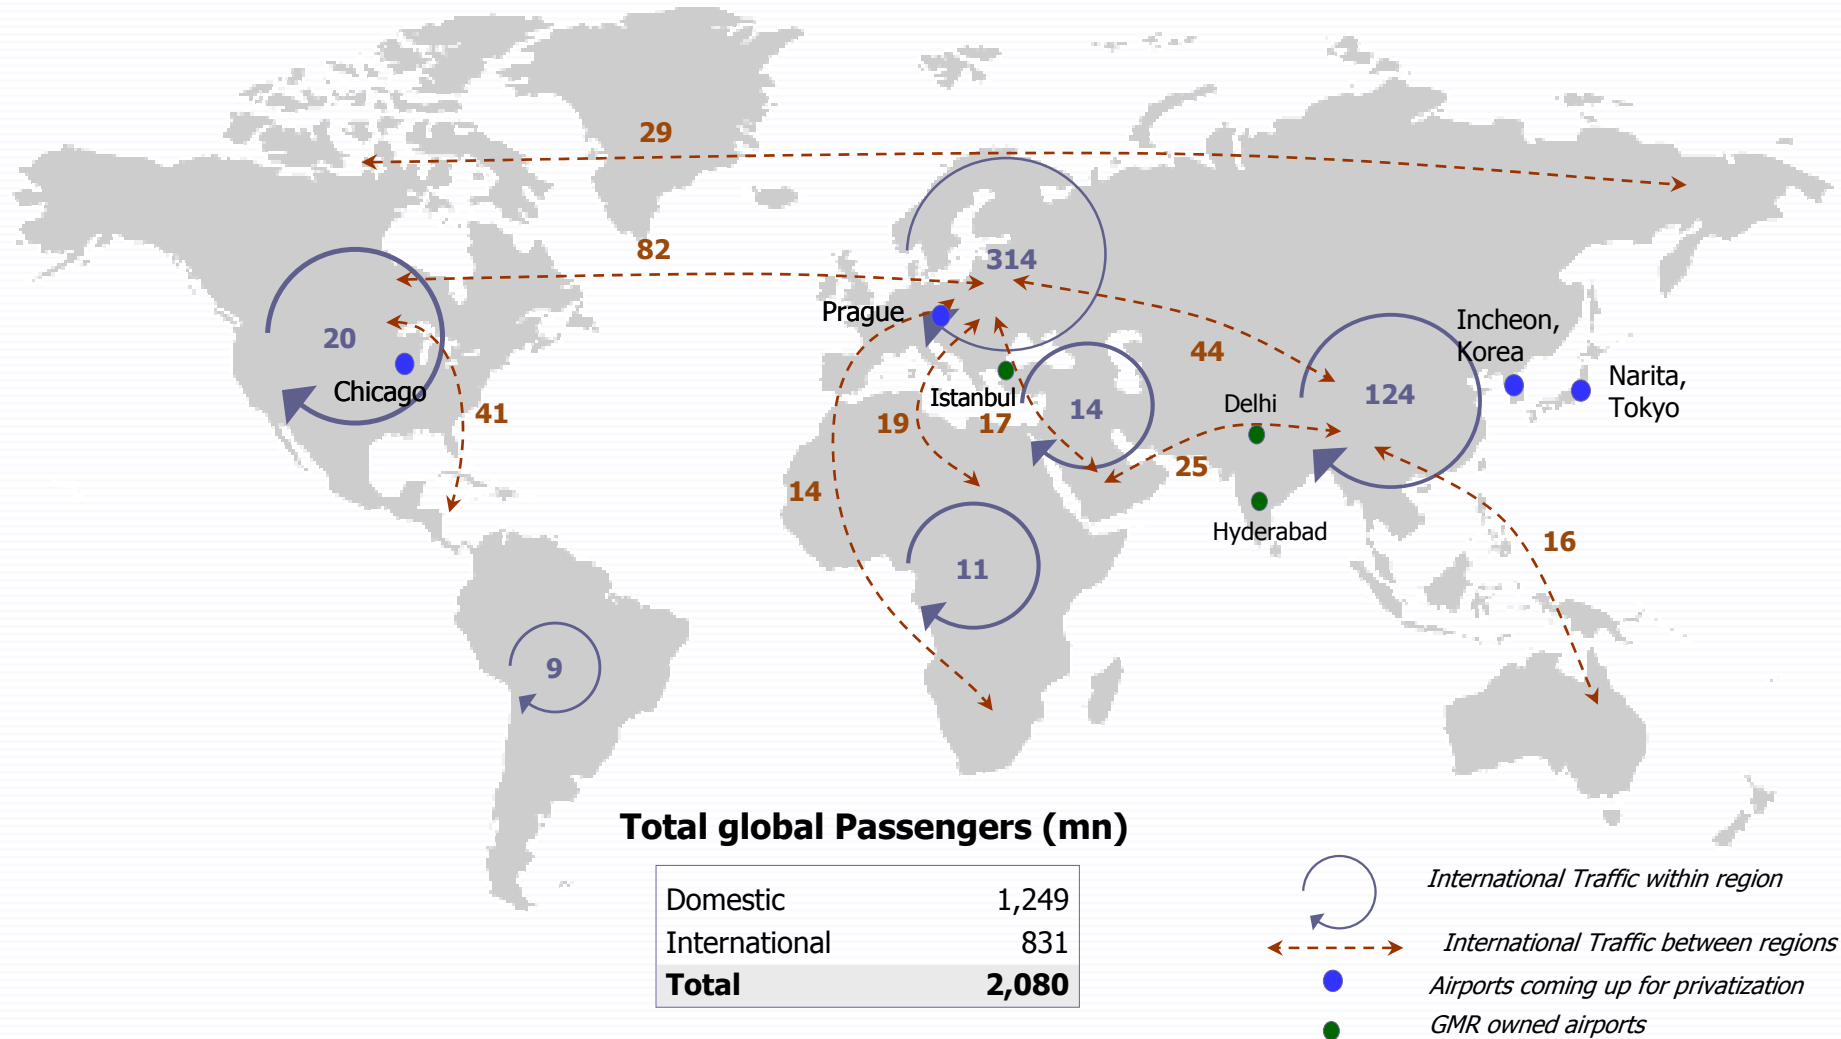 29
82
314
Prague
20
Chicago
41
44
Incheon,
Korea
Narita,
Tokyo
124
Istanbul
14
Delhi
19
17
25
14
Hyderabad
16
11
9
Total global Passengers (mn)
Domestic 1,249
International 831
Total 2,080
International Traffic within region
International Traffic between regions
Airports coming up for privatization
GMR owned airports